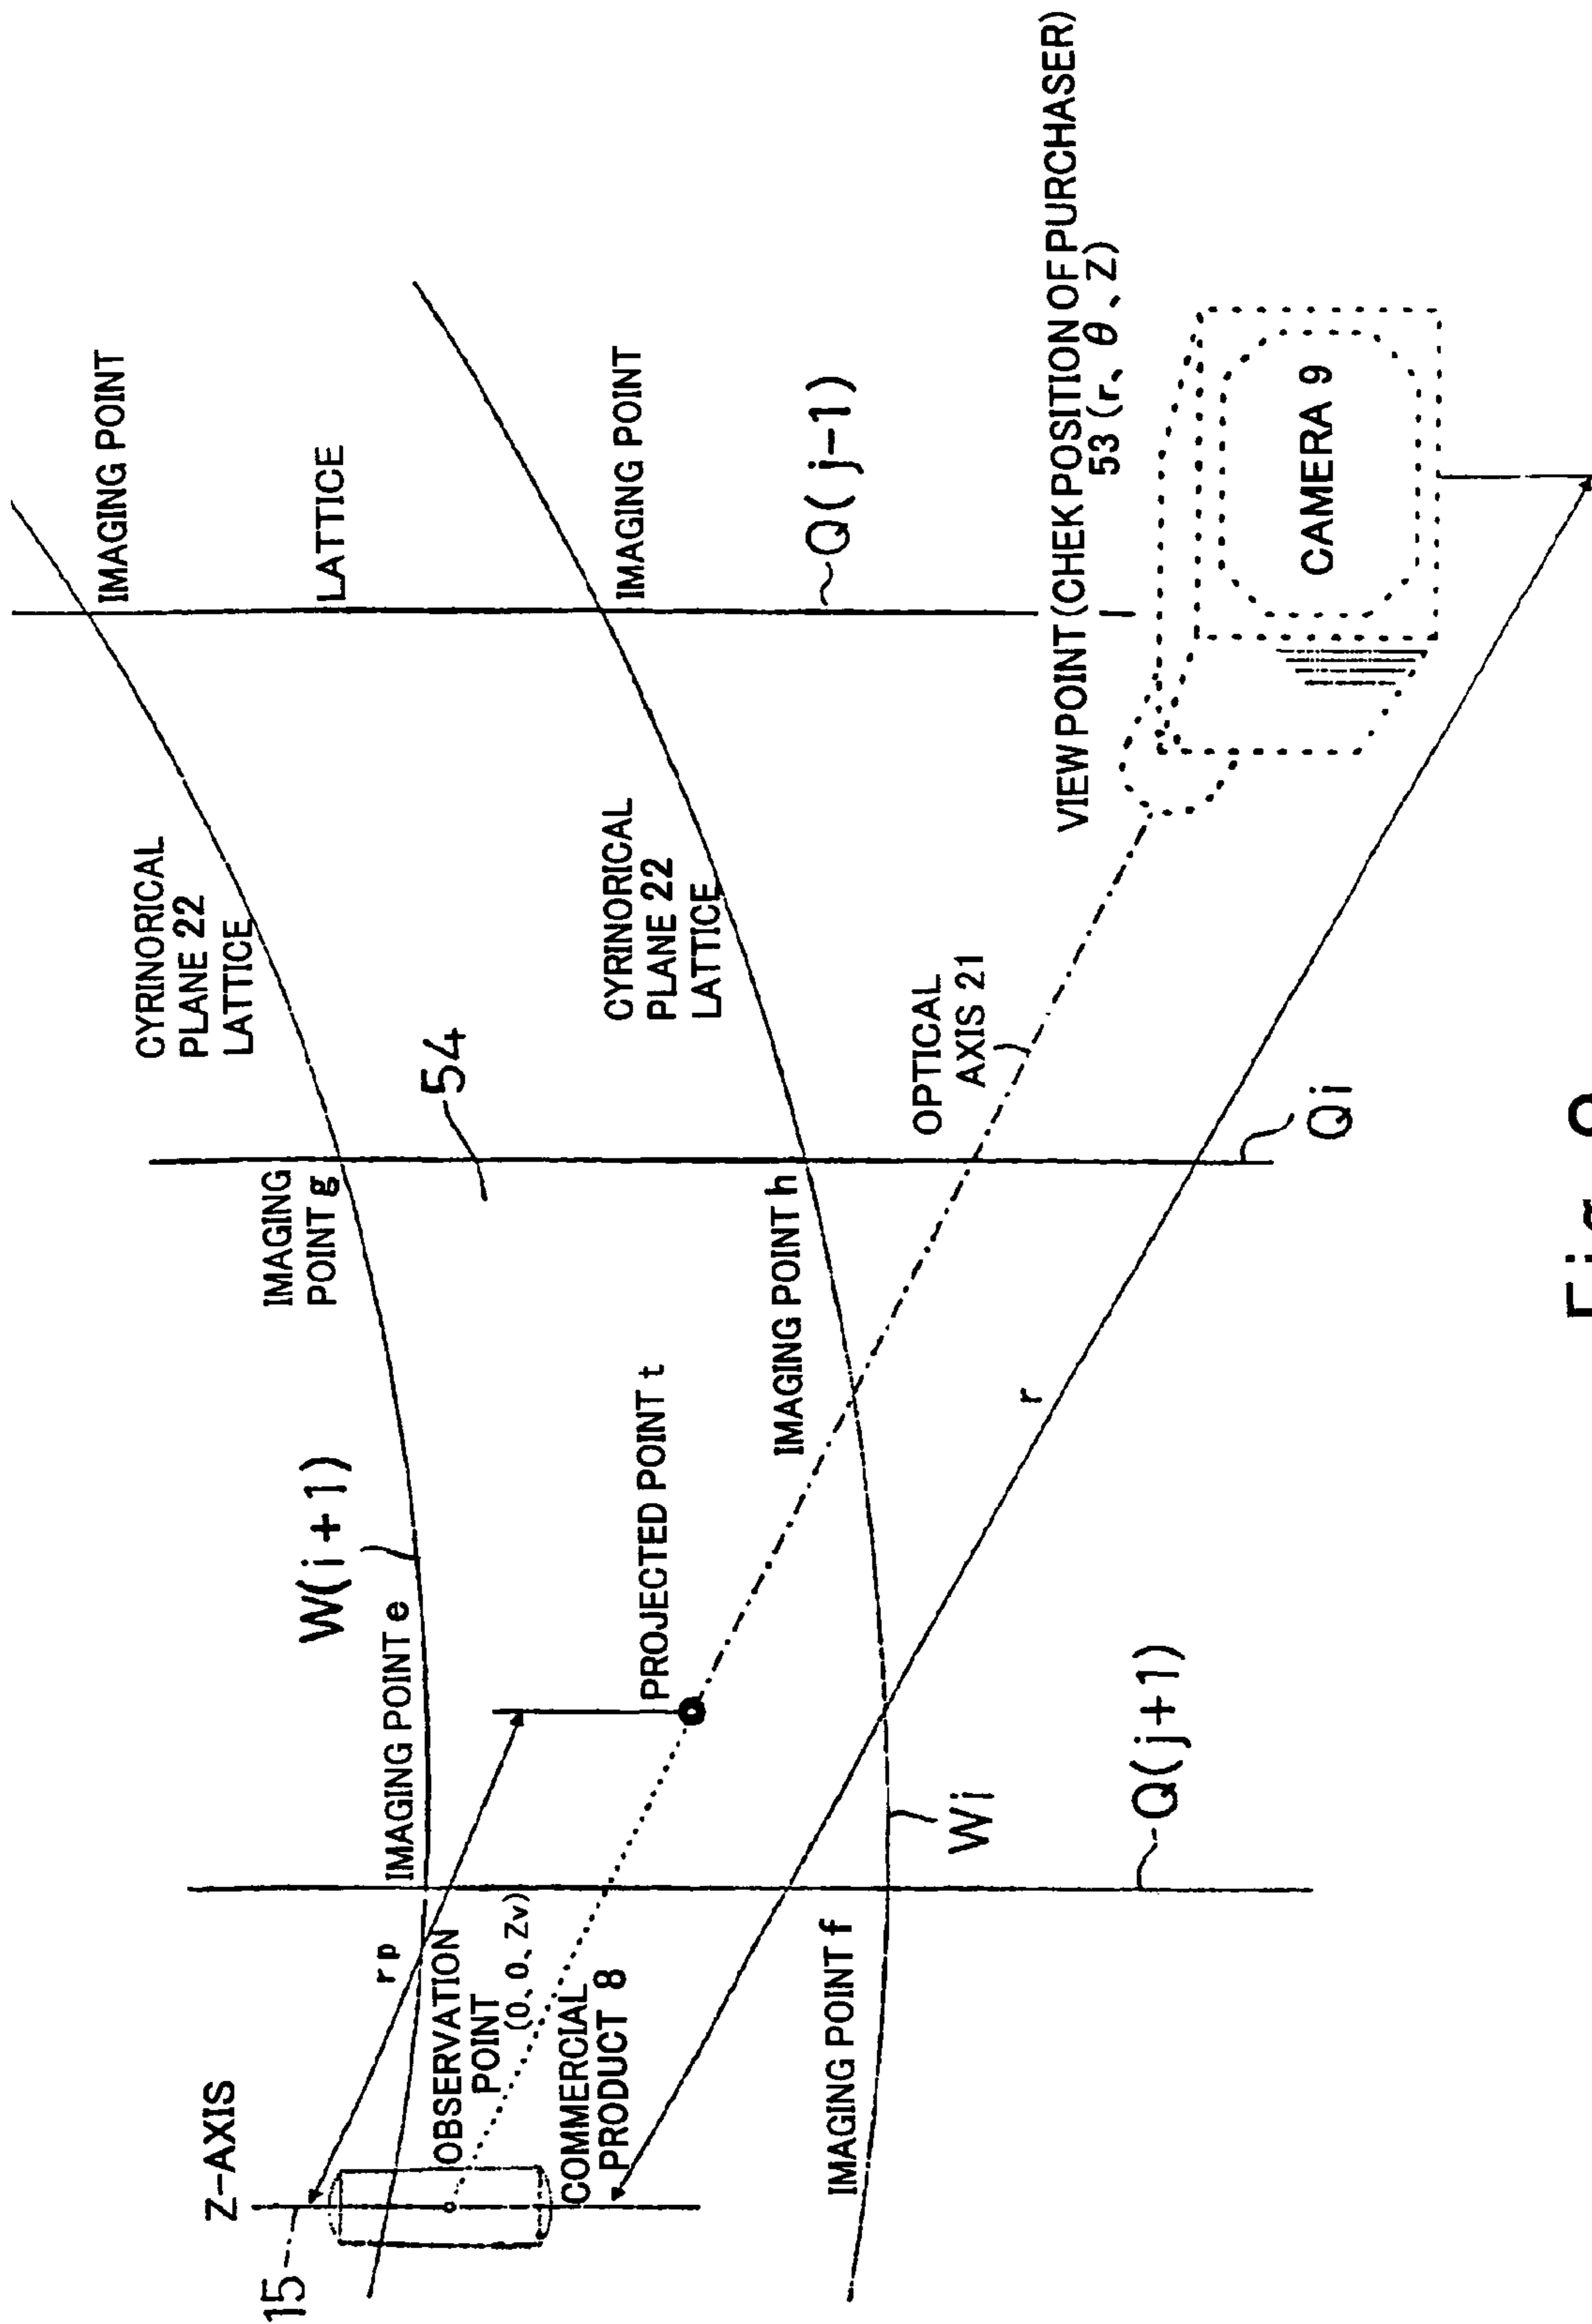 IMAGING POINT
CYRINORICAL
PLANE 22
LATTICE
Z-AXIS
15
IMAGING
POINT g
W(i+1)
LATTICE
54
IMAGING POINT e
rp
OBSERVATION
POINT
(0、0、Zv)
COMMERCIAL
PRODUCT 8
PROJECTED POINT t
CYRINORICAL
PLANE 22
LATTICE
IMAGING POINT
IMAGING POINT h
IMAGING POINT f
Q(j-1)
OPTICAL
AXIS 21
Wi
r
VIEW POINT (CHEK POSITION OF PURCHASER)
53 (r、θ、Z)
Q(j+1)
Qi
CAMERA 9
Fig.